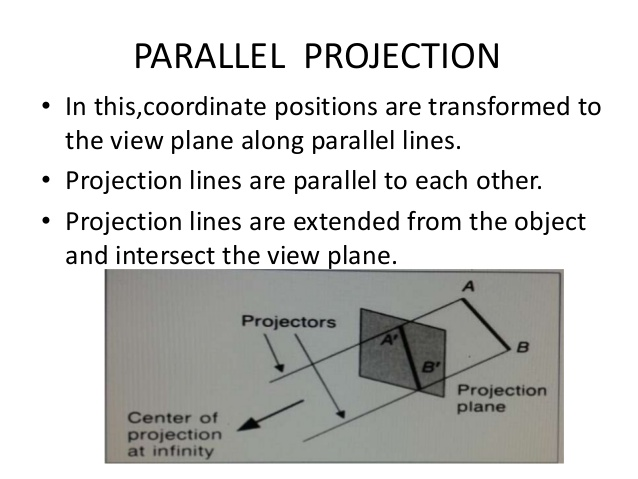 PARALLEL  PROJECTION
• In this,coordinate positions are transformed to
the view plane along parallel lines.
• Projection lines are parallel to each other.
• Projection lines are extended from the object
and intersect the view plane.
A
Projectors
A'
B
B'
Projection
plane
Center of
projection
at infinity